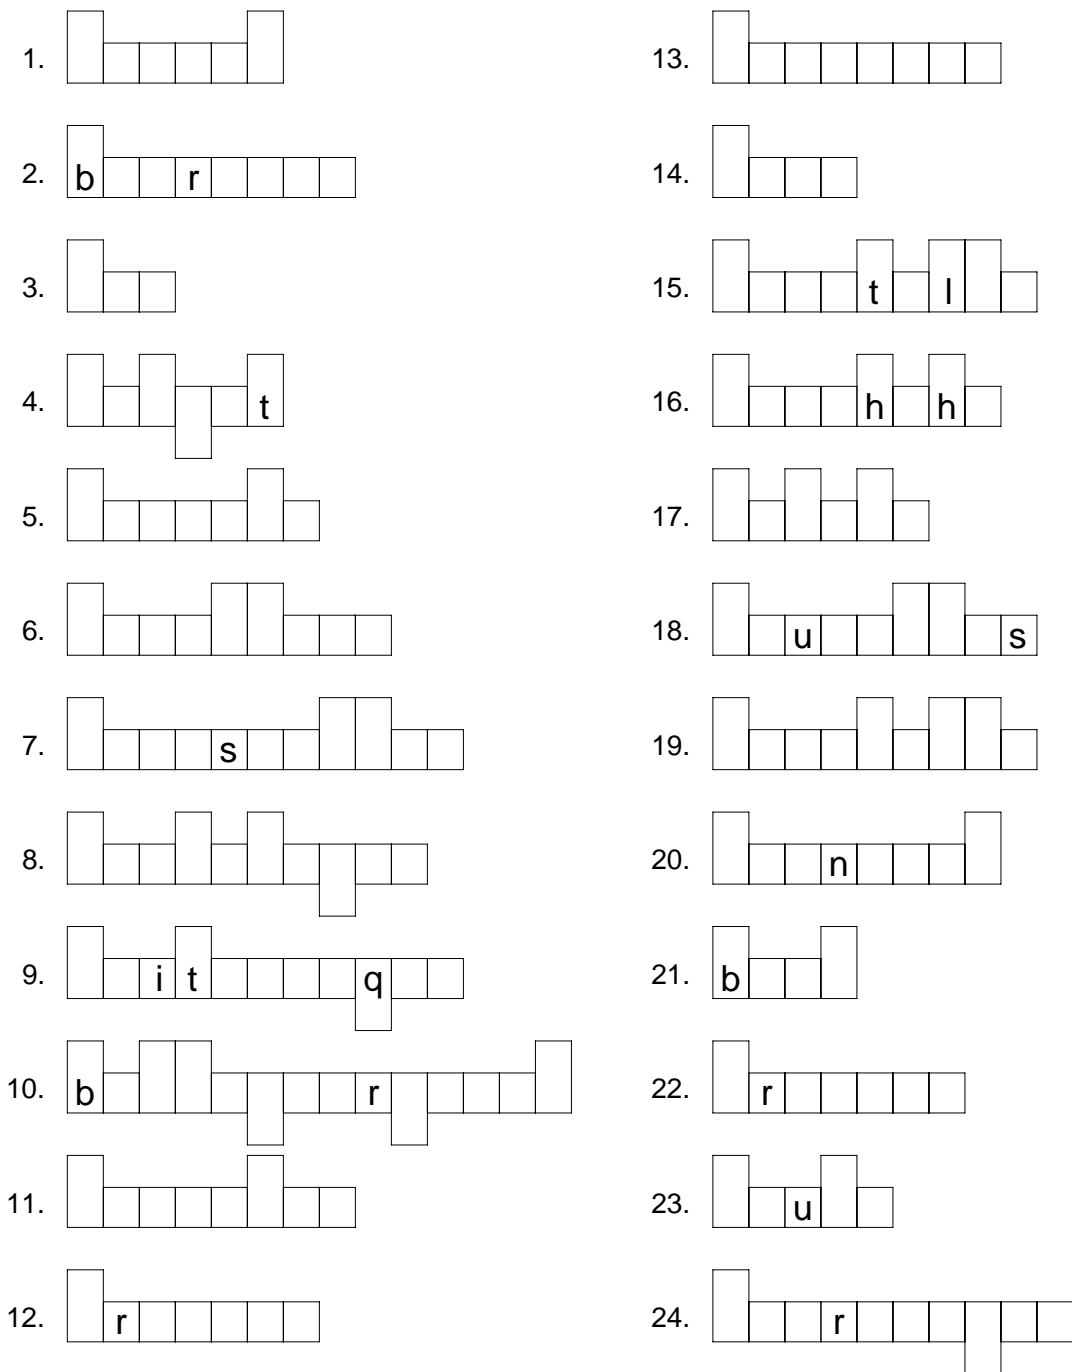 1.
2. b r
3.
4. t
5.
6.
7. s
8.
9. i t q
10. b r
11.
12. r
13.
14.
15. t l
16. h h
17.
18. u s
19.
20. n
21. b
22. r
23. u
24. r